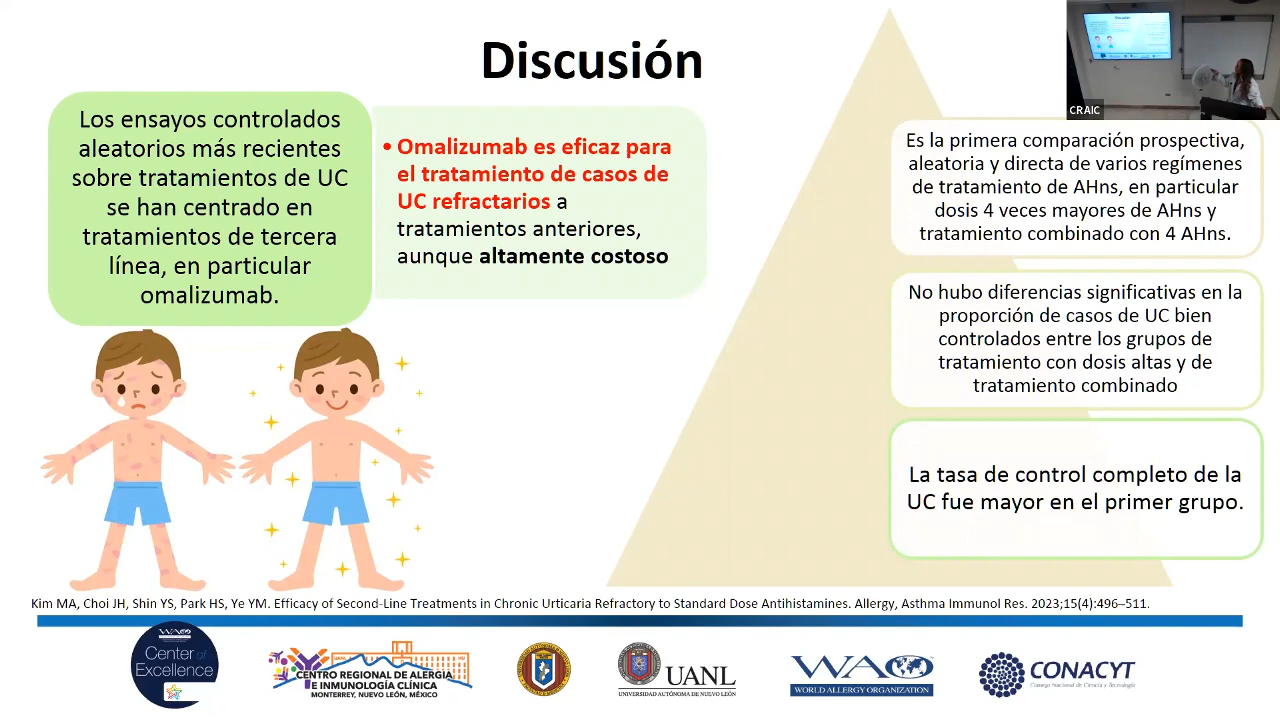 Discusión
Los ensayos controlados
aleatorios más recientes
sobre tratamientos de UC
se han centrado en
tratamientos de tercera
línea, en particular
omalizumab.
• Omalizumab es eficaz para
el tratamiento de casos de
UC refractarios a
tratamientos anteriores,
aunque altamente costoso
CRAIC
Es la primera comparación prospectiva,
aleatoria y directa de varios regímenes
de tratamiento de AHns, en particular
dosis 4 veces mayores de AHns y
tratamiento combinado con 4 AHns.
No hubo diferencias significativas en la
proporción de casos de UC bien
controlados entre los grupos de
tratamiento con dosis altas y de
tratamiento combinado
La tasa de control completo de la
UC fue mayor en el primer grupo.
Kim MA, Choi JH, Shin YS, Park HS, Ye YM. Efficacy of Second-Line Treatments in Chronic Urticaria Refractory to Standard Dose Antihistamines. Allergy, Asthma Immunol Res. 2023;15(4):496–511.
WAO
Center of
Excellence
CENTRO REGIONAL DE ALERGIA
E INMUNOLOGÍA CLÍNICA
MONTERREY, NUEVO LEÓN, MÉXICO
UANL
UNIVERSIDAD AUTÓNOMA DE NUEVO LEÓN
WAO
WORLD ALLERGY ORGANIZATION
CONACYT
Consejo Nacional de Ciencia y Tecnología